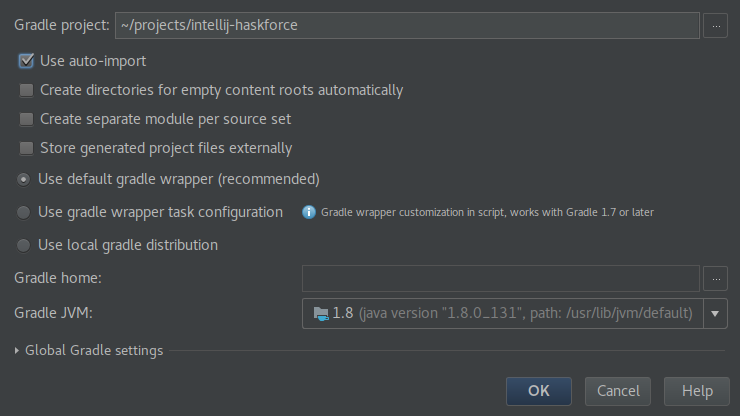 Gradle project: ~/projects/intellij-haskforce ...
Use auto-import
Create directories for empty content roots automatically
Create separate module per source set
Store generated project files externally
Use default gradle wrapper (recommended)
Use gradle wrapper task configuration Gradle wrapper customization in script, works with Gradle 1.7 or later
Use local gradle distribution
Gradle home: ...
Gradle JVM: 1.8 (java version "1.8.0_131", path: /usr/lib/jvm/default)
Global Gradle settings
OK Cancel Help